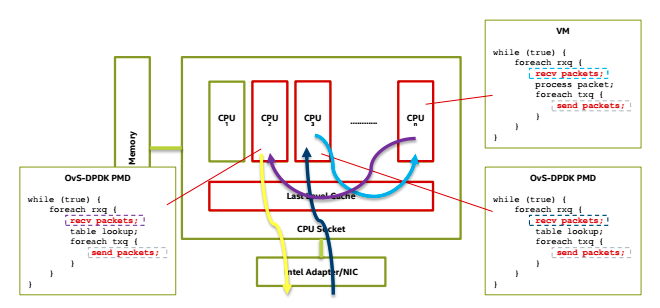 VM
while (true) {
foreach rxq {
recv packets;
process packet;
foreach txq {
send packets;
}
}
}
CPU
1
CPU
2
CPU
3
............
CPU
n
Memory
Last Level Cache
CPU Socket
Intel Adapter/NIC
OvS-DPDK PMD
while (true) {
foreach rxq {
recv packets;
table lookup;
foreach txq {
send packets;
}
}
}
OvS-DPDK PMD
while (true) {
foreach rxq {
recv packets;
table lookup;
foreach txq {
send packets;
}
}
}